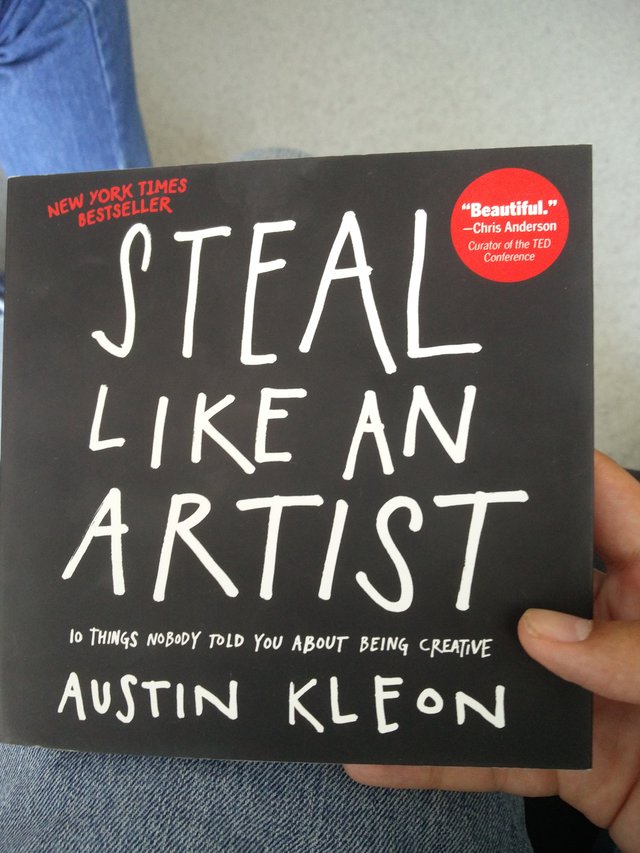 NEW YORK TIMES
BESTSELLER
“Beautiful.”
—Chris Anderson
Curator of the TED
Conference
STEAL
LIKE AN
ARTIST
10 THINGS NOBODY TOLD YOU ABOUT BEING CREATIVE
AUSTIN KLEON